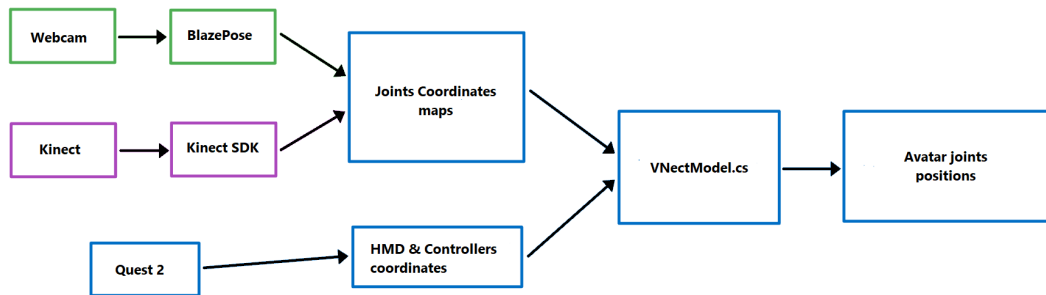 Webcam
BlazePose
Joints Coordinates
maps
Kinect
Kinect SDK
VNectModel.cs
Avatar joints
positions
Quest 2
HMD & Controllers
coordinates